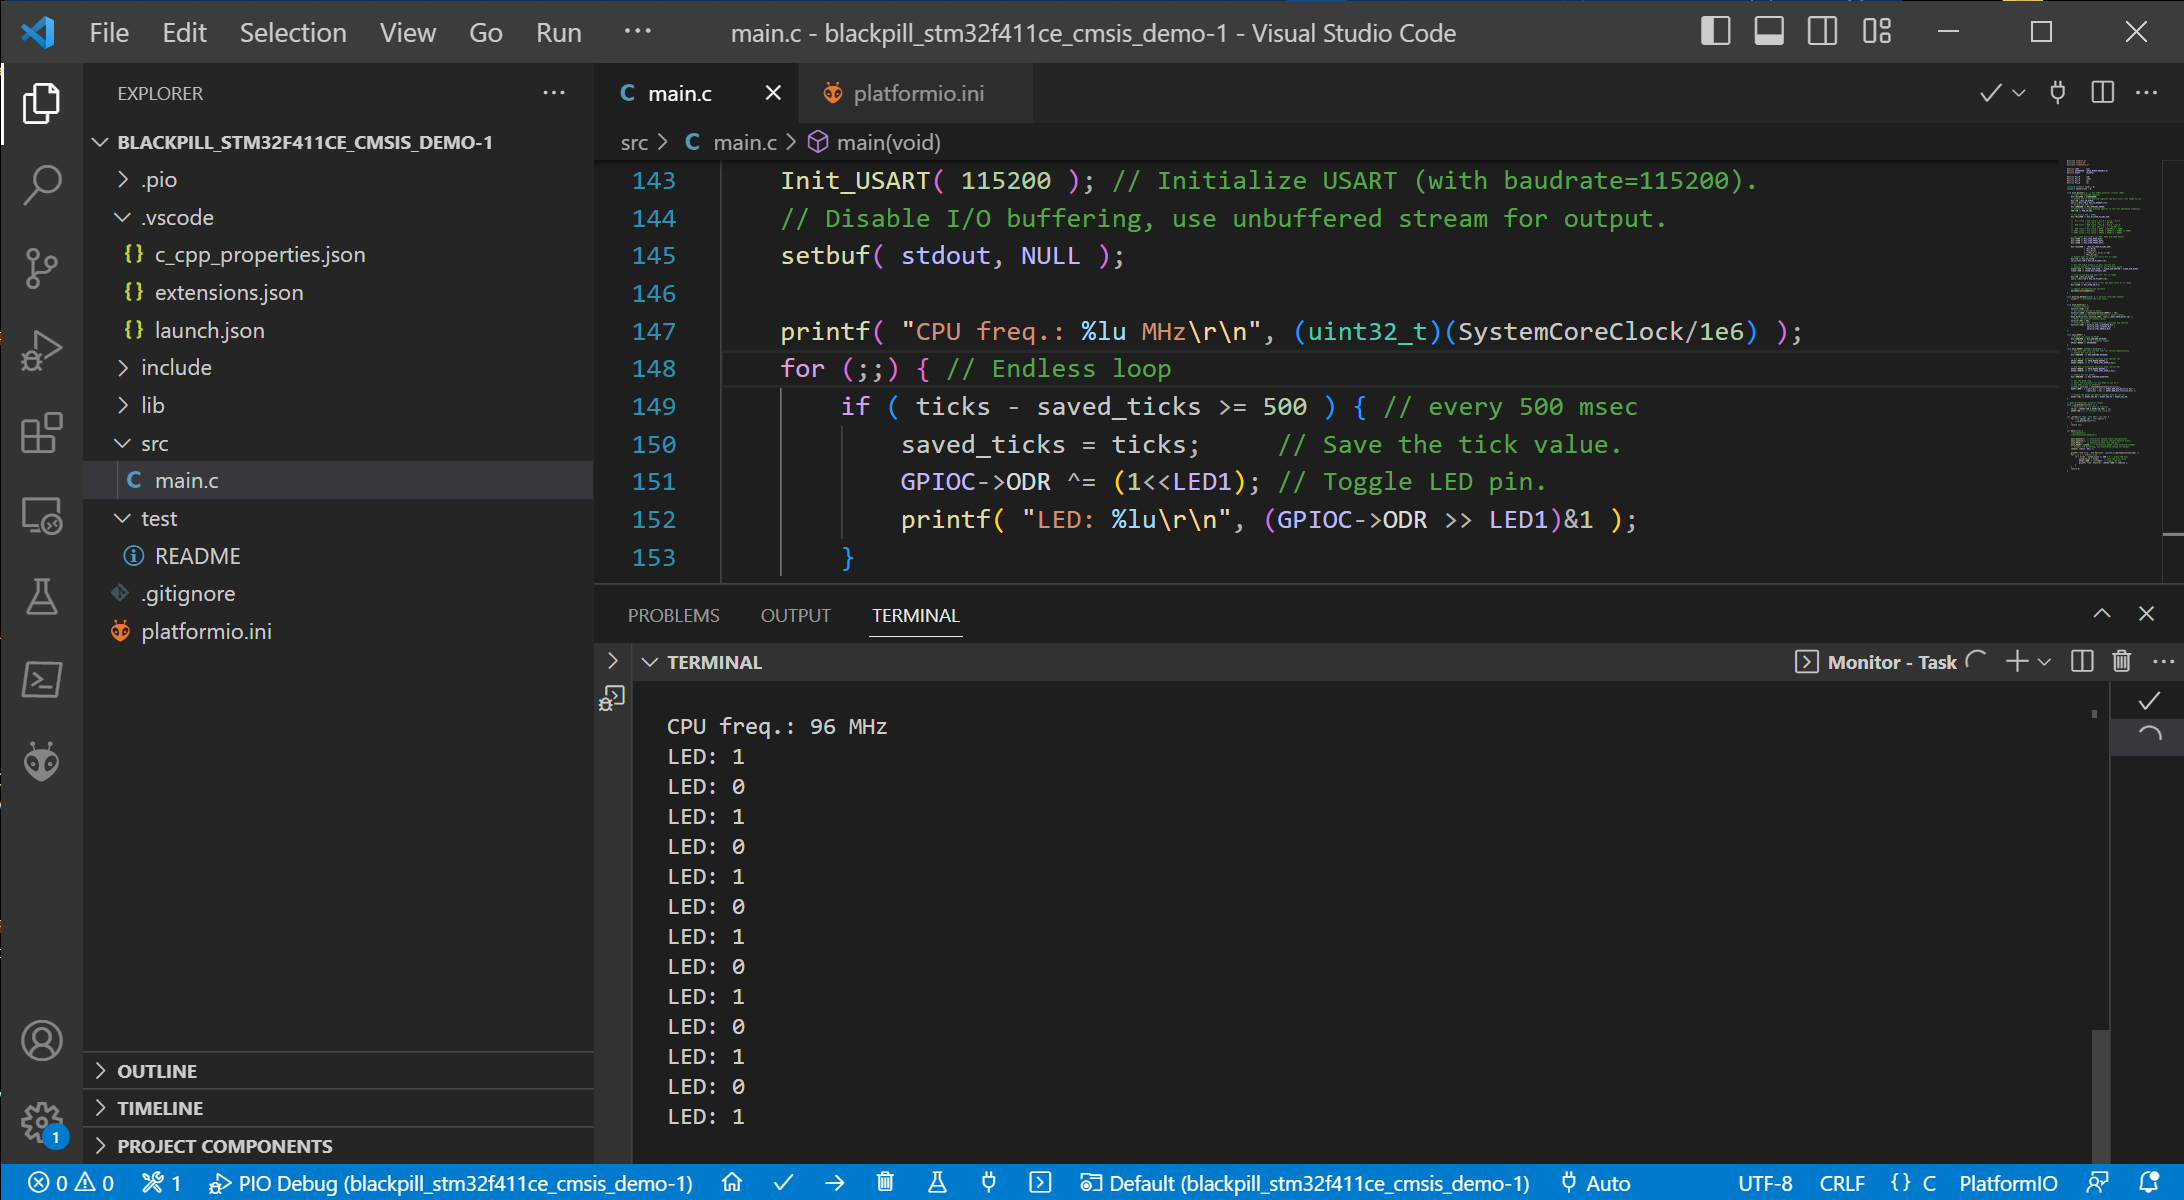 File Edit Selection View Go Run ··· main.c - blackpill_stm32f411ce_cmsis_demo-1 - Visual Studio Code
EXPLORER
BLACKPILL_STM32F411CE_CMSIS_DEMO-1
.pio
.vscode
{} c_cpp_properties.json
{} extensions.json
{} launch.json
include
lib
src
C main.c
test
README
.gitignore
platformio.ini
OUTLINE
TIMELINE
PROJECT COMPONENTS
1
C main.c platformio.ini
src > C main.c > main(void)
143 Init_USART( 115200 ); // Initialize USART (with baudrate=115200).
144 // Disable I/O buffering, use unbuffered stream for output.
145 setbuf( stdout, NULL );
146
147 printf( "CPU freq.: %lu MHz\r\n", (uint32_t)(SystemCoreClock/1e6) );
148 for (;;) { // Endless loop
149 if ( ticks - saved_ticks >= 500 ) { // every 500 msec
150 saved_ticks = ticks; // Save the tick value.
151 GPIOC->ODR ^= (1<<LED1); // Toggle LED pin.
152 printf( "LED: %lu\r\n", (GPIOC->ODR >> LED1)&1 );
153 }
PROBLEMS OUTPUT TERMINAL
TERMINAL Monitor - Task
CPU freq.: 96 MHz
LED: 1
LED: 0
LED: 1
LED: 0
LED: 1
LED: 0
LED: 1
LED: 0
LED: 1
LED: 0
LED: 1
LED: 0
LED: 1
0 0 1 PIO Debug (blackpill_stm32f411ce_cmsis_demo-1) Default (blackpill_stm32f411ce_cmsis_demo-1) Auto UTF-8 CRLF {} C PlatformIO